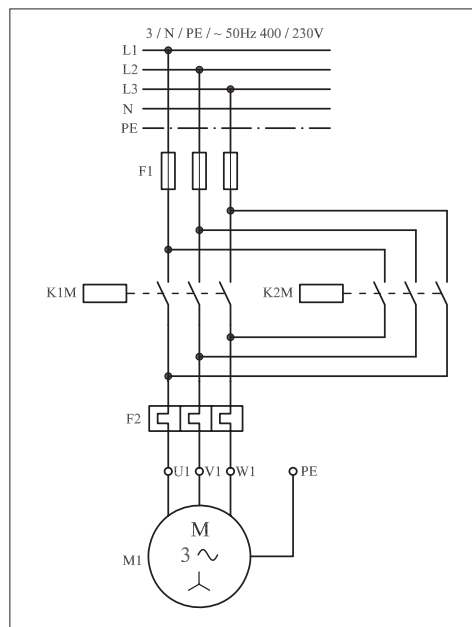 3 / N / PE / ~ 50Hz 400 / 230V
L1
L2
L3
N
PE
F1
K1M
K2M
F2
U1 V1 W1 PE
M
3 ~
M1